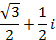 √3/2 + 1/2 i